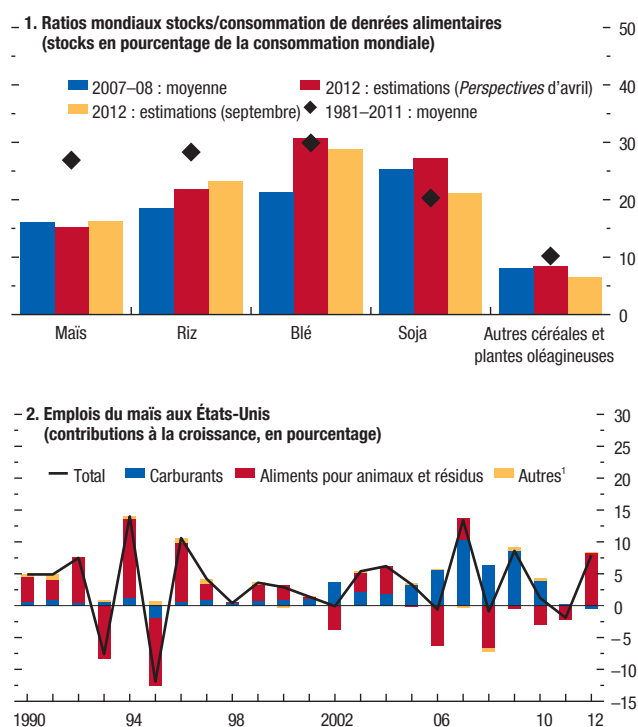 1. Ratios mondiaux stocks/consommation de denrées alimentaires
(stocks en pourcentage de la consommation mondiale)
50
2007–08 : moyenne
2012 : estimations (Perspectives d'avril)
2012 : estimations (septembre)
1981–2011 : moyenne
40
30
20
10
0
Maïs
Riz
Blé
Soja
Autres céréales et
plantes oléagineuses
2. Emplois du maïs aux États-Unis
(contributions à la croissance, en pourcentage)
Total
Carburants
Aliments pour animaux et résidus
Autres¹
30
25
20
15
10
5
0
−5
−10
−15
1990
94
98
2002
06
10
12